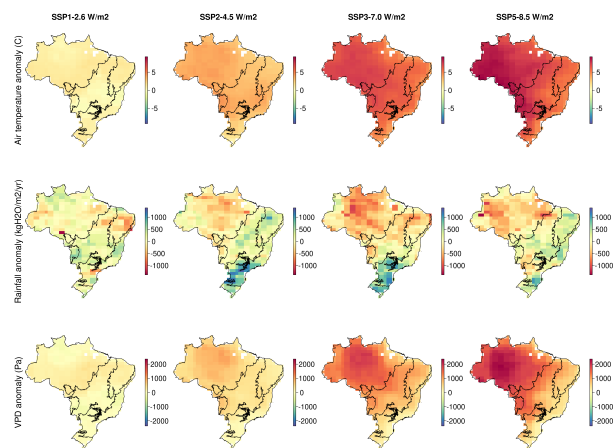 SSP1-2.6 W/m2 SSP2-4.5 W/m2 SSP3-7.0 W/m2 SSP5-8.5 W/m2
Air temperature anomaly (C)
5 5 5 5
0 0 0 0
−5 −5 −5 −5
Rainfall anomaly (kgH2O/m2/yr)
1000 1000 1000 1000
500 500 500 500
0 0 0 0
−500 −500 −500 −500
−1000 −1000 −1000 −1000
VPD anomaly (Pa)
2000 2000 2000 2000
1000 1000 1000 1000
0 0 0 0
−1000 −1000 −1000 −1000
−2000 −2000 −2000 −2000